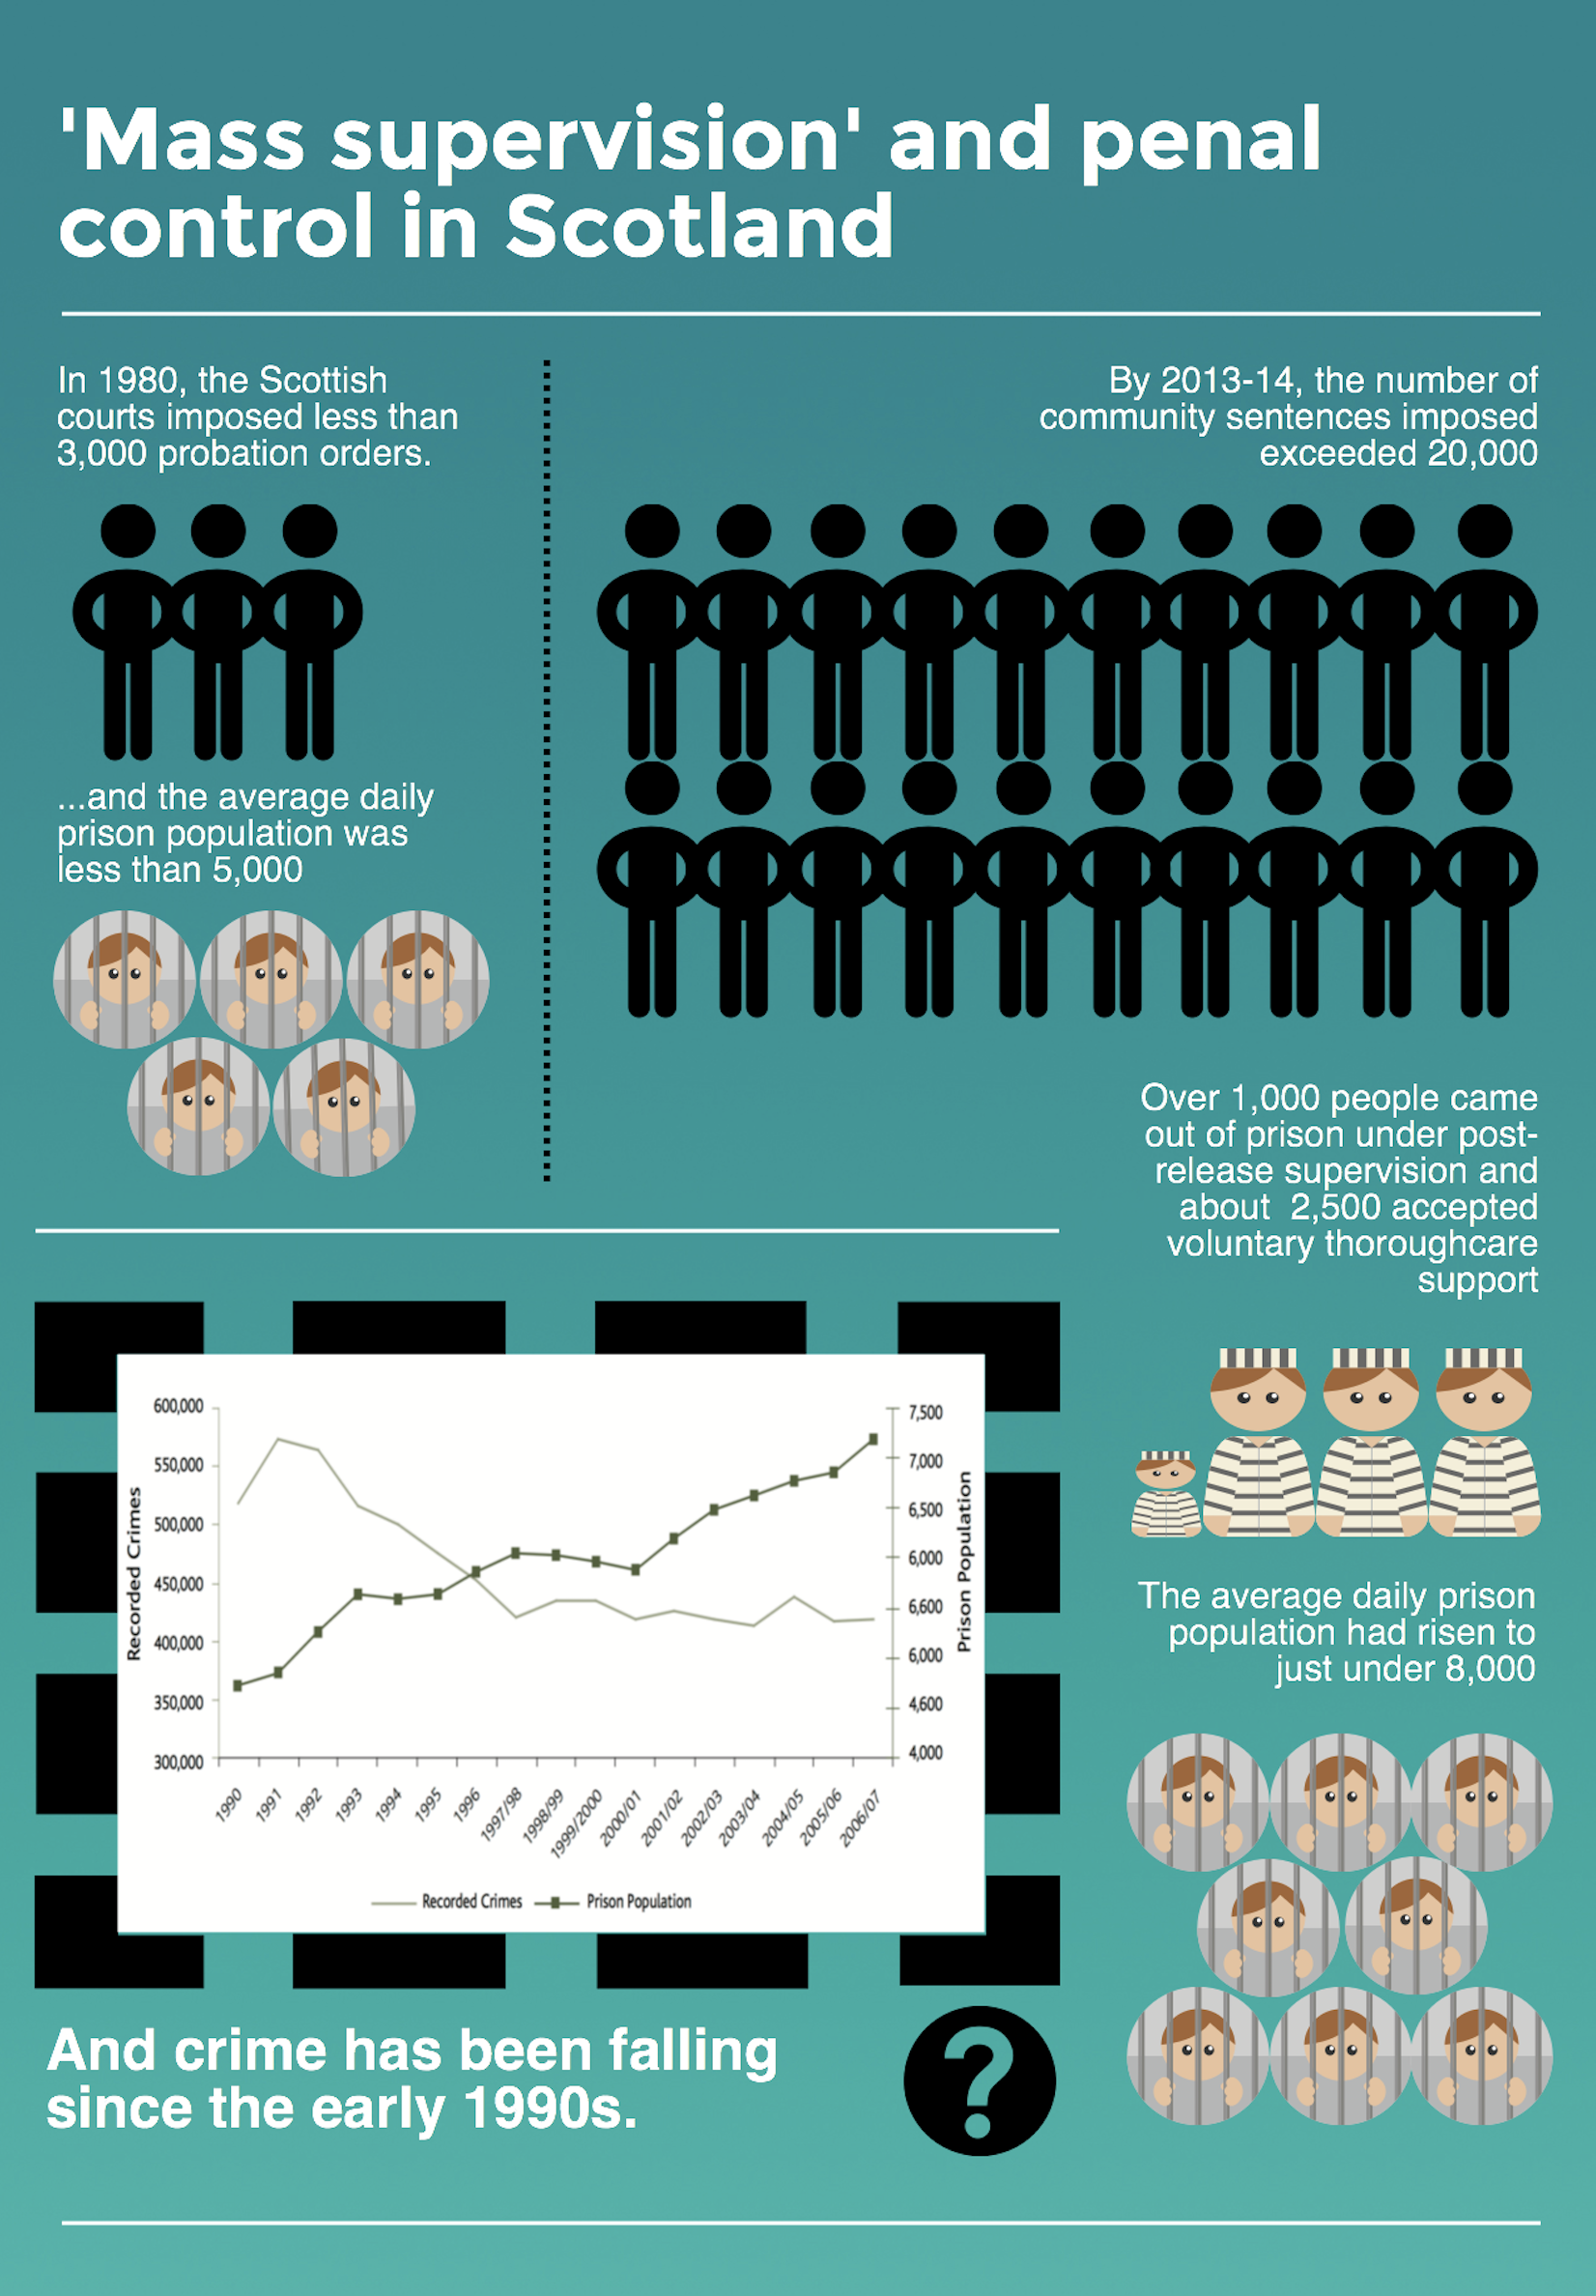 'Mass supervision' and penal
control in Scotland
In 1980, the Scottish
courts imposed less than
3,000 probation orders.
...and the average daily
prison population was
less than 5,000
By 2013-14, the number of
community sentences imposed
exceeded 20,000
Over 1,000 people came
out of prison under post-
release supervision and
about 2,500 accepted
voluntary thoroughcare
support
The average daily prison
population had risen to
just under 8,000
Recorded Crimes
600,000
550,000
500,000
450,000
400,000
350,000
300,000
7,500
7,000
6,500
6,000
6,600
6,000
4,600
4,000
Prison Population
1990
1991
1992
1993
1994
1995
1996
1997/98
1998/99
1999/2000
2000/01
2001/02
2002/03
2003/04
2004/05
2005/06
2006/07
Recorded Crimes
Prison Population
And crime has been falling
since the early 1990s.
?